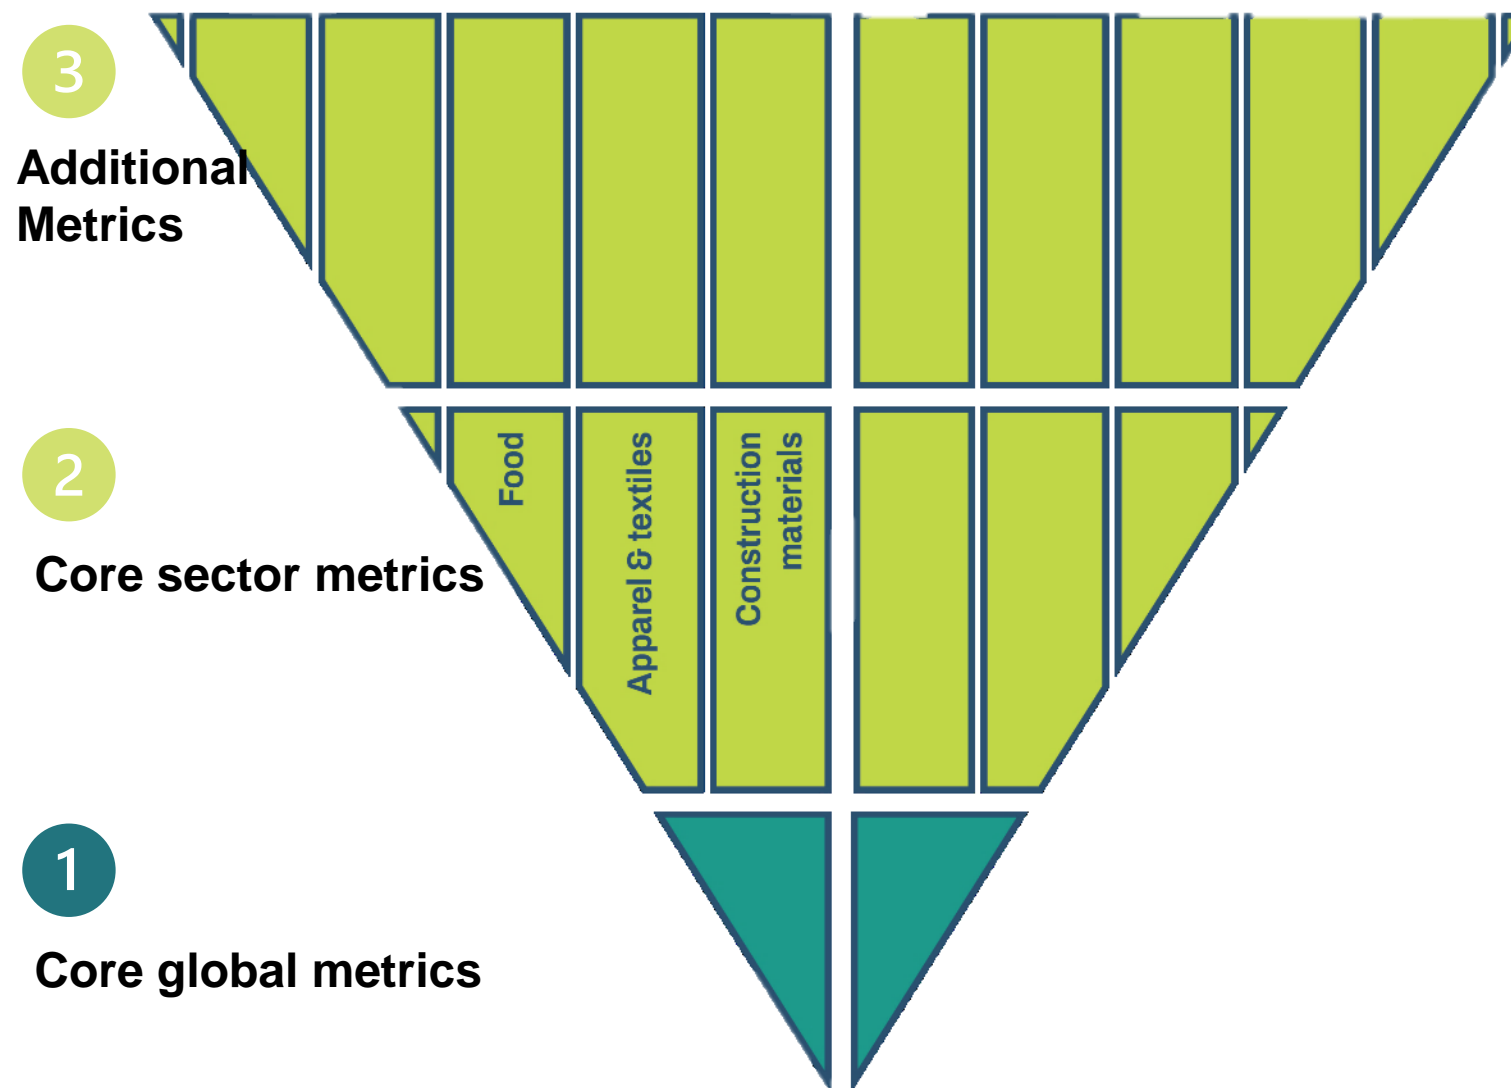 3
Additional
Metrics
2
Core sector metrics
Food
Apparel & textiles
Construction
materials
1
Core global metrics